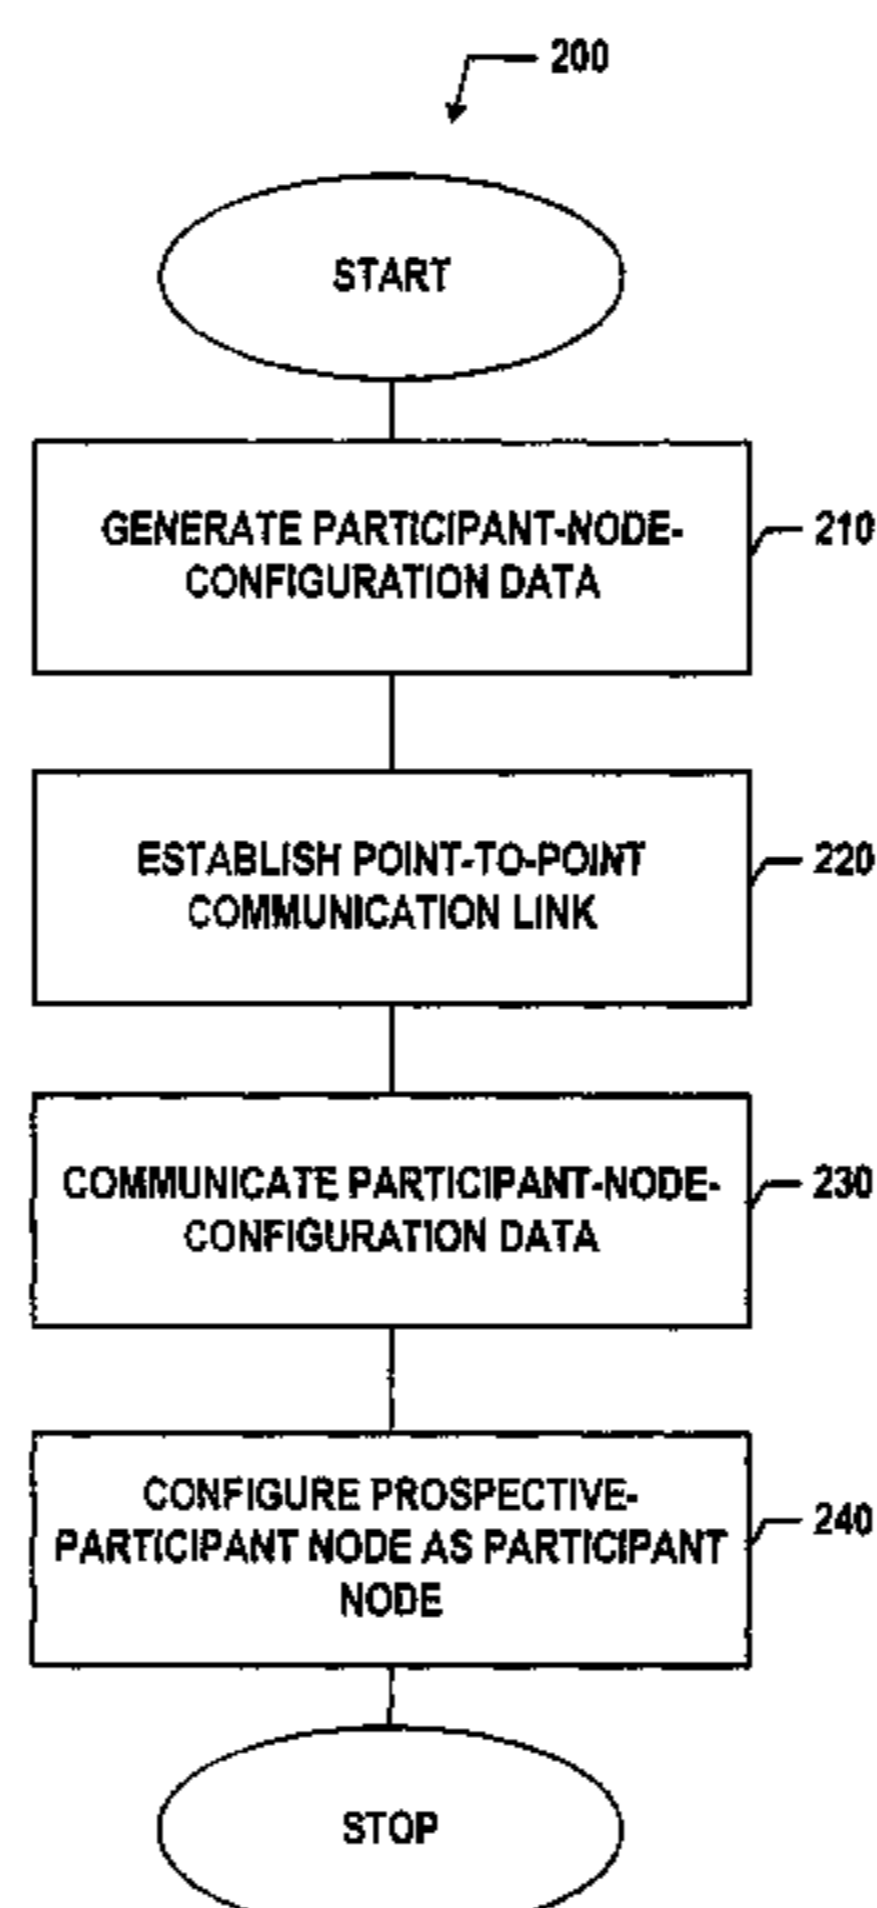 200
START
GENERATE PARTICIPANT-NODE-
CONFIGURATION DATA
210
ESTABLISH POINT-TO-POINT
COMMUNICATION LINK
220
COMMUNICATE PARTICIPANT-NODE-
CONFIGURATION DATA
230
CONFIGURE PROSPECTIVE-
PARTICIPANT NODE AS PARTICIPANT
NODE
240
STOP